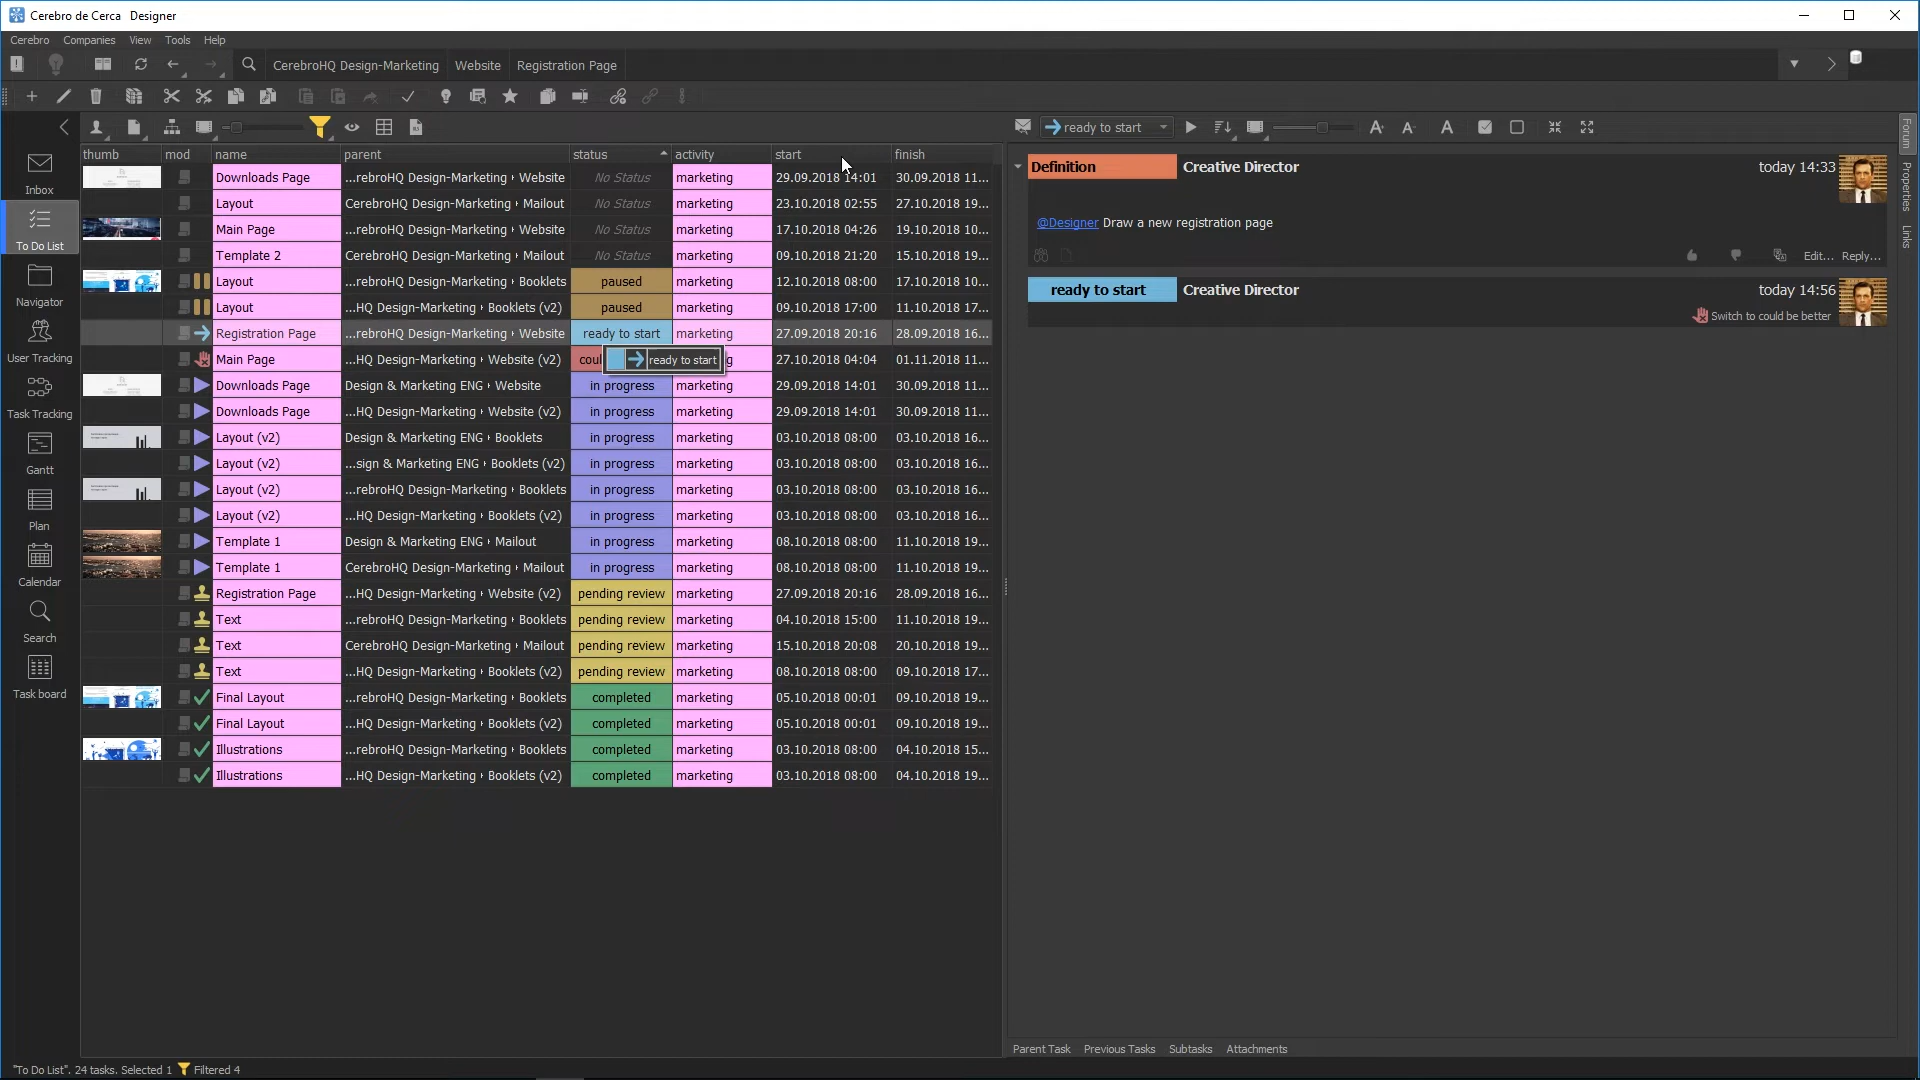 Cerebro de Cerca Designer
Cerebro Companies View Tools Help
CerebroHQ Design-Marketing Website Registration Page
ready to start
thumb mod name parent status activity start finish
Downloads Page ...rebroHQ Design-Marketing Website No Status marketing 29.09.2018 14:01 30.09.2018 11...
Layout CerebroHQ Design-Marketing Mailout No Status marketing 23.10.2018 02:55 27.10.2018 19...
Main Page ...rebroHQ Design-Marketing Website No Status marketing 17.10.2018 04:26 19.10.2018 10...
Template 2 CerebroHQ Design-Marketing Mailout No Status marketing 09.10.2018 21:20 15.10.2018 19...
Layout ...rebroHQ Design-Marketing Booklets paused marketing 12.10.2018 08:00 17.10.2018 10...
Layout ...HQ Design-Marketing Booklets (v2) paused marketing 09.10.2018 17:00 11.10.2018 17...
Registration Page ...rebroHQ Design-Marketing Website ready to start marketing 27.09.2018 20:16 28.09.2018 16...
Main Page ...HQ Design-Marketing Website (v2) coul ready to start g 27.10.2018 04:04 01.11.2018 11...
Downloads Page Design & Marketing ENG Website in progress marketing 29.09.2018 14:01 30.09.2018 11...
Downloads Page ...HQ Design-Marketing Website (v2) in progress marketing 29.09.2018 14:01 30.09.2018 11...
Layout (v2) Design & Marketing ENG Booklets in progress marketing 03.10.2018 08:00 03.10.2018 16...
Layout (v2) ...sign & Marketing ENG Booklets (v2) in progress marketing 03.10.2018 08:00 03.10.2018 16...
Layout (v2) ...rebroHQ Design-Marketing Booklets in progress marketing 03.10.2018 08:00 03.10.2018 16...
Layout (v2) ...HQ Design-Marketing Booklets (v2) in progress marketing 03.10.2018 08:00 03.10.2018 16...
Template 1 Design & Marketing ENG Mailout in progress marketing 08.10.2018 08:00 11.10.2018 19...
Template 1 CerebroHQ Design-Marketing Mailout in progress marketing 08.10.2018 08:00 11.10.2018 19...
Registration Page ...HQ Design-Marketing Website (v2) pending review marketing 27.09.2018 20:16 28.09.2018 16...
Text ...rebroHQ Design-Marketing Booklets pending review marketing 04.10.2018 15:00 11.10.2018 19...
Text CerebroHQ Design-Marketing Mailout pending review marketing 15.10.2018 20:08 20.10.2018 19...
Text ...HQ Design-Marketing Booklets (v2) pending review marketing 08.10.2018 08:00 09.10.2018 17...
Final Layout ...rebroHQ Design-Marketing Booklets completed marketing 05.10.2018 00:01 09.10.2018 19...
Final Layout ...HQ Design-Marketing Booklets (v2) completed marketing 05.10.2018 00:01 09.10.2018 19...
Illustrations ...rebroHQ Design-Marketing Booklets completed marketing 03.10.2018 08:00 04.10.2018 15...
Illustrations ...HQ Design-Marketing Booklets (v2) completed marketing 03.10.2018 08:00 04.10.2018 19...
Inbox
To Do List
Navigator
User Tracking
Task Tracking
Gantt
Plan
Calendar
Search
Task board
Definition Creative Director today 14:33
@Designer Draw a new registration page
Edit... Reply...
ready to start Creative Director today 14:56
Switch to could be better
Forum
Properties
Links
Parent Task Previous Tasks Subtasks Attachments
"To Do List". 24 tasks. Selected 1 Filtered 4